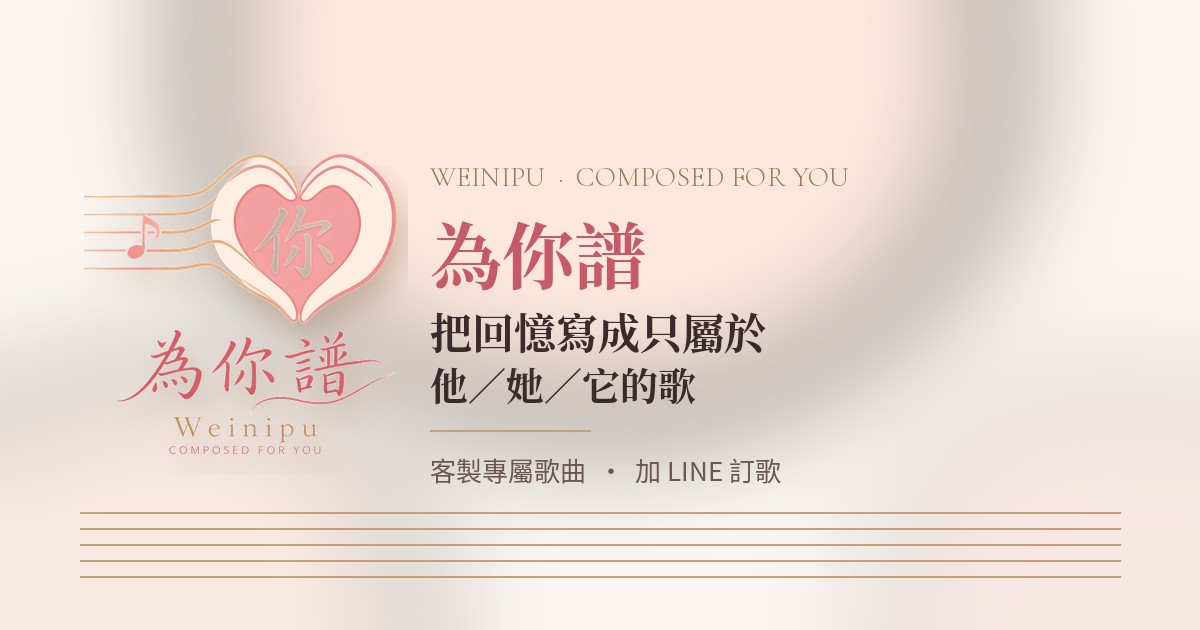 你
為你譜
Weinipu
COMPOSED FOR YOU
WEINIPU · COMPOSED FOR YOU
為你譜
把回憶寫成只屬於
他／她／它的歌
客製專屬歌曲 ・ 加 LINE 訂歌